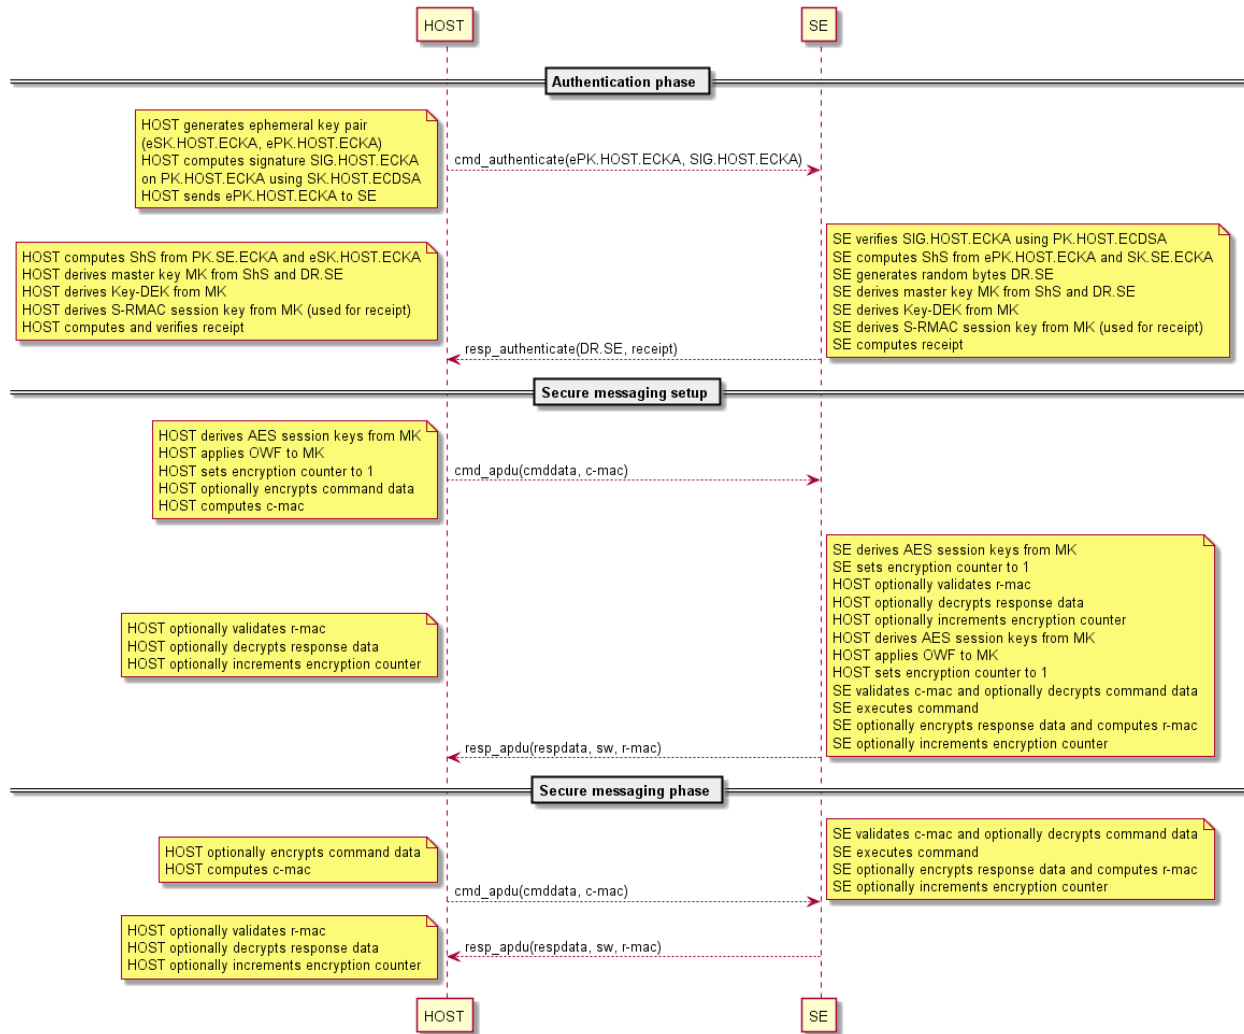 HOST
SE
Authentication phase
HOST generates ephemeral key pair
(eSK.HOST.ECKA, ePK.HOST.ECKA)
HOST computes signature SIG.HOST.ECKA
on PK.HOST.ECKA using SK.HOST.ECDSA
HOST sends ePK.HOST.ECKA to SE
cmd_authenticate(ePK.HOST.ECKA, SIG.HOST.ECKA)
HOST computes ShS from PK.SE.ECKA and eSK.HOST.ECKA
HOST derives master key MK from ShS and DR.SE
HOST derives Key-DEK from MK
HOST derives S-RMAC session key from MK (used for receipt)
HOST computes and verifies receipt
SE verifies SIG.HOST.ECKA using PK.HOST.ECDSA
SE computes ShS from ePK.HOST.ECKA and SK.SE.ECKA
SE generates random bytes DR.SE
SE derives master key MK from ShS and DR.SE
SE derives Key-DEK from MK
SE derives S-RMAC session key from MK (used for receipt)
SE computes receipt
resp_authenticate(DR.SE, receipt)
Secure messaging setup
HOST derives AES session keys from MK
HOST applies OWF to MK
HOST sets encryption counter to 1
HOST optionally encrypts command data
HOST computes c-mac
cmd_apdu(cmddata, c-mac)
SE derives AES session keys from MK
SE sets encryption counter to 1
HOST optionally validates r-mac
HOST optionally decrypts response data
HOST optionally increments encryption counter
HOST derives AES session keys from MK
HOST applies OWF to MK
HOST sets encryption counter to 1
SE validates c-mac and optionally decrypts command data
SE executes command
SE optionally encrypts response data and computes r-mac
SE optionally increments encryption counter
HOST optionally validates r-mac
HOST optionally decrypts response data
HOST optionally increments encryption counter
resp_apdu(respdata, sw, r-mac)
Secure messaging phase
HOST optionally encrypts command data
HOST computes c-mac
SE validates c-mac and optionally decrypts command data
SE executes command
SE optionally encrypts response data and computes r-mac
SE optionally increments encryption counter
cmd_apdu(cmddata, c-mac)
HOST optionally validates r-mac
HOST optionally decrypts response data
HOST optionally increments encryption counter
resp_apdu(respdata, sw, r-mac)
HOST
SE